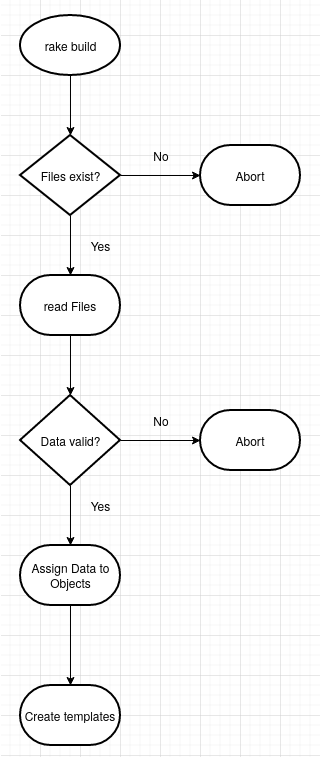 rake build
Files exist?
No
Abort
Yes
read Files
Data valid?
No
Abort
Yes
Assign Data to
Objects
Create templates